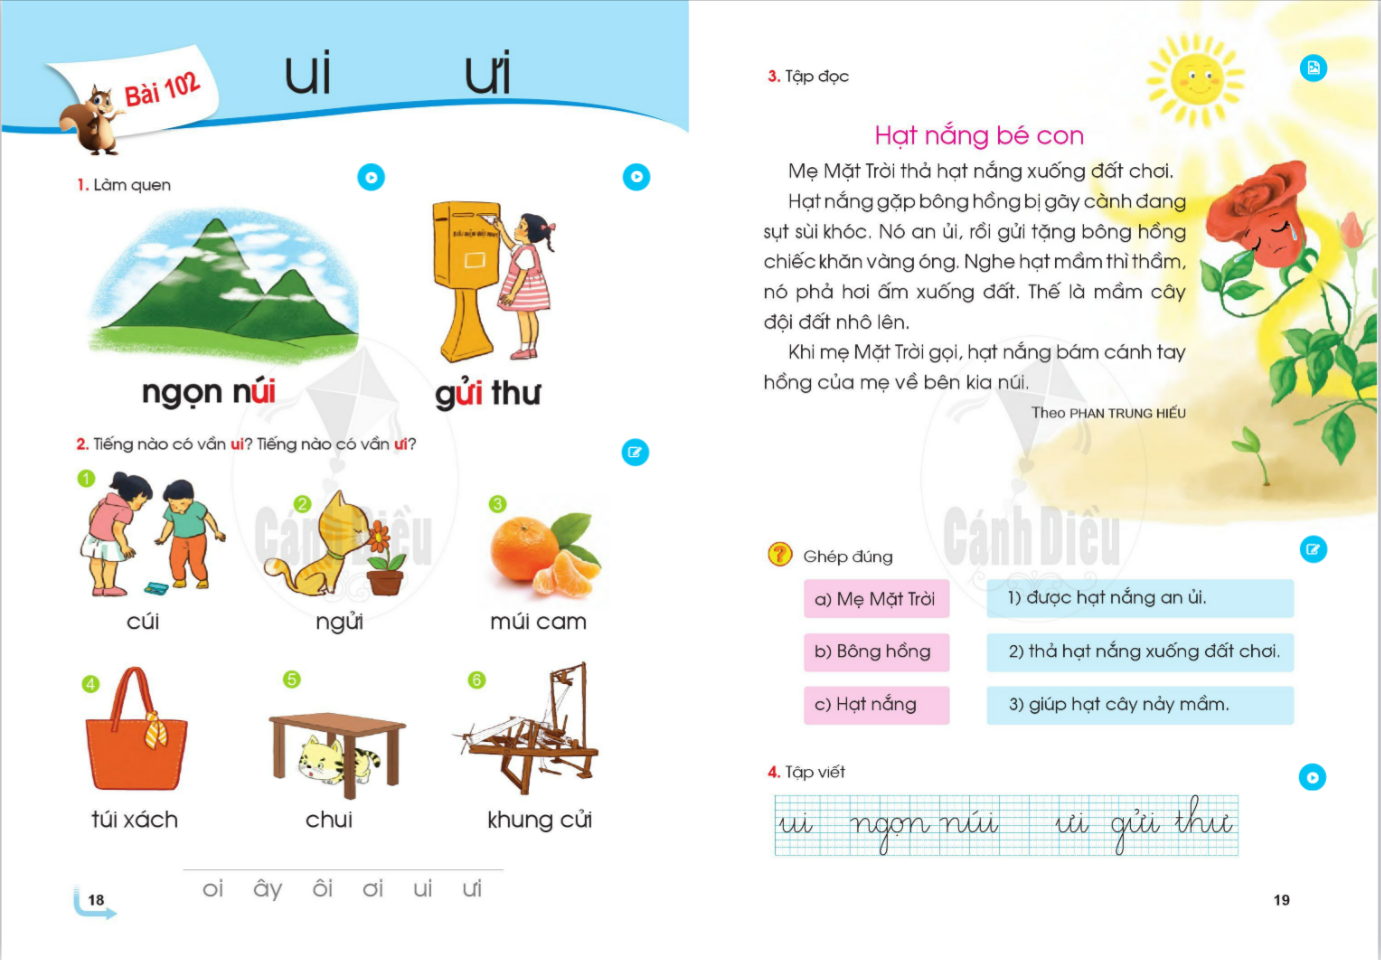 Bài 102
ui ưi
1. Làm quen
ngọn núi
gửi thư
2. Tiếng nào có vần ui? Tiếng nào có vần ưi?
1
2
3
cúi
ngửi
múi cam
4
5
6
túi xách
chui
khung cửi
oi ây ôi ơi ui ưi
18
Cánh Diều
3. Tập đọc
Hạt nắng bé con
Mẹ Mặt Trời thả hạt nắng xuống đất chơi.
Hạt nắng gặp bông hồng bị gãy cành đang
sụt sùi khóc. Nó an ủi, rồi gửi tặng bông hồng
chiếc khăn vàng óng. Nghe hạt mầm thì thầm,
nó phả hơi ấm xuống đất. Thế là mầm cây
đội đất nhô lên.
Khi mẹ Mặt Trời gọi, hạt nắng bám cánh tay
hồng của mẹ về bên kia núi.
Theo PHAN TRUNG HIẾU
Cánh Diều
? Ghép đúng
a) Mẹ Mặt Trời
1) được hạt nắng an ủi.
b) Bông hồng
2) thả hạt nắng xuống đất chơi.
c) Hạt nắng
3) giúp hạt cây nảy mầm.
4. Tập viết
ui ngọn núi ưi gửi thư
19